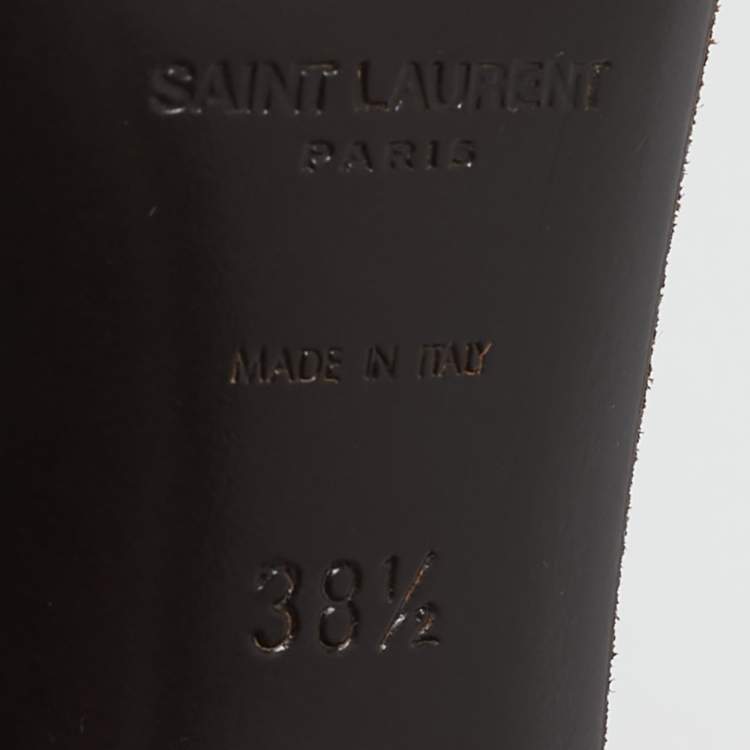 SAINT LAURENT
PARIS
MADE IN ITALY
38½